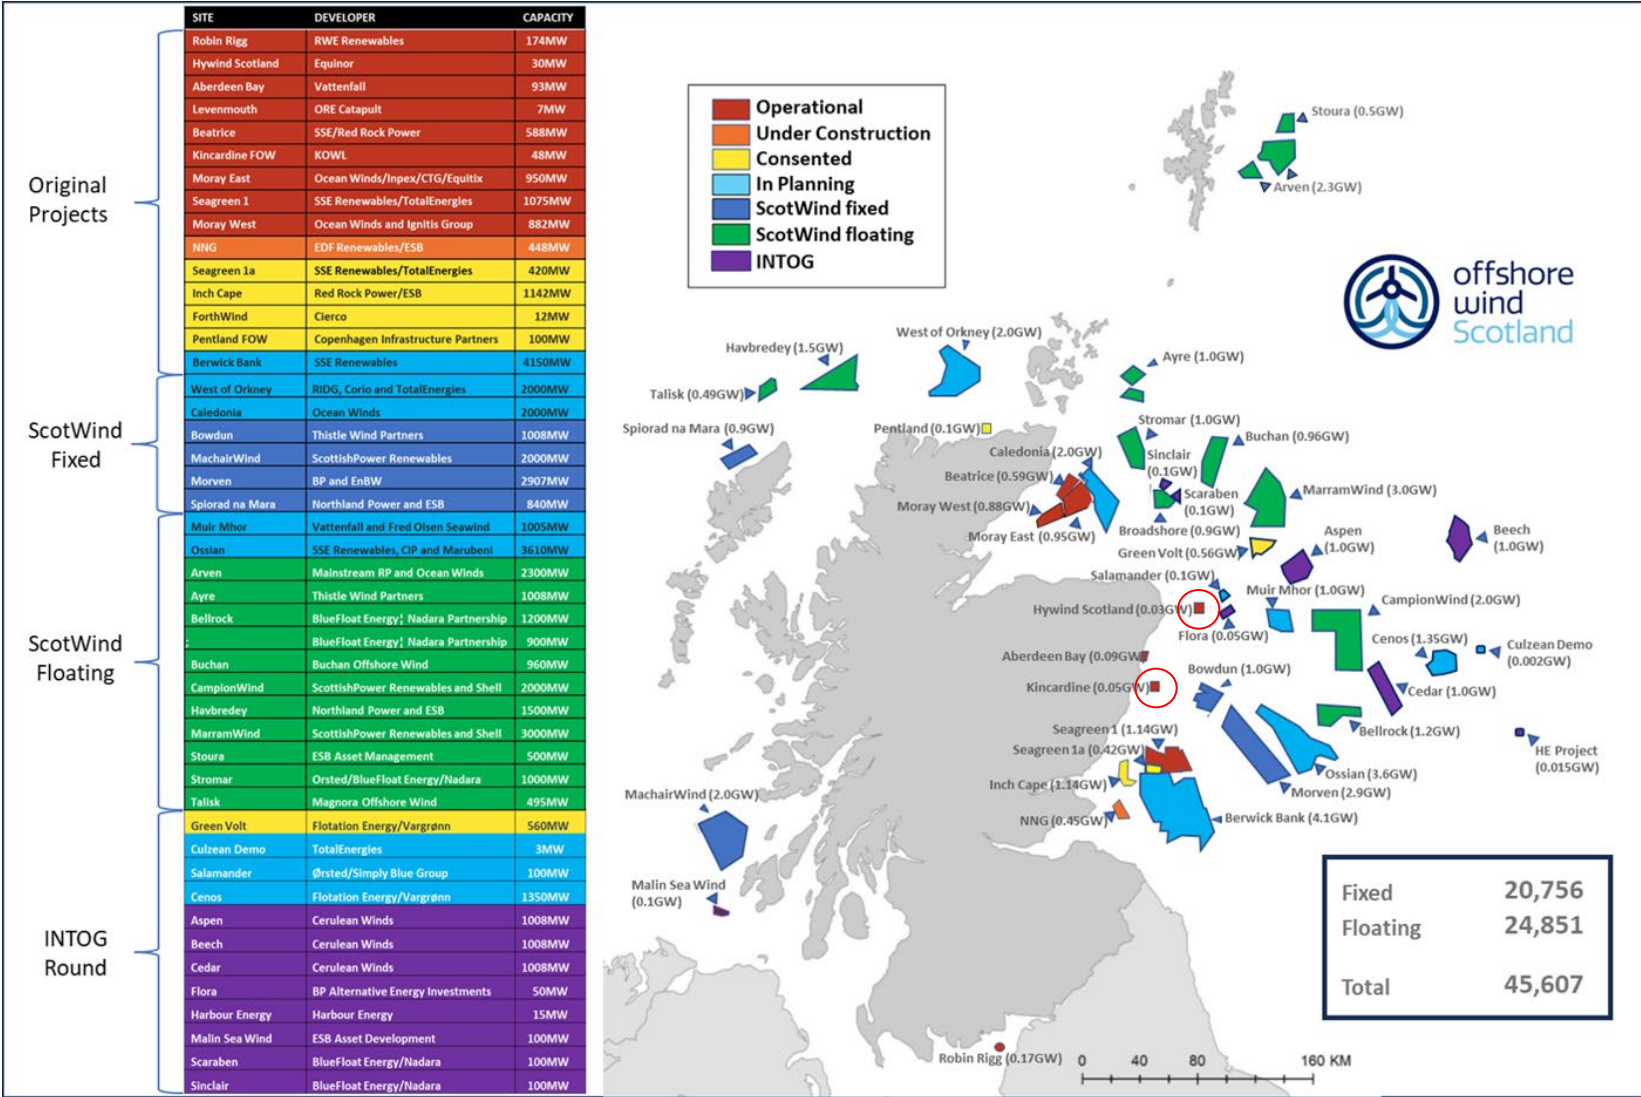 SITE DEVELOPER CAPACITY
Robin Rigg RWE Renewables 174MW
Hywind Scotland Equinor 30MW
Aberdeen Bay Vattenfall 93MW
Levenmouth ORE Catapult 7MW
Beatrice SSE/Red Rock Power 588MW
Kincardine FOW KOWL 48MW
Moray East Ocean Winds/Inpex/CTG/Equitix 950MW
Seagreen 1 SSE Renewables/TotalEnergies 1075MW
Moray West Ocean Winds and Ignitis Group 882MW
NNG EDF Renewables/ESB 448MW
Seagreen 1a SSE Renewables/TotalEnergies 420MW
Inch Cape Red Rock Power/ESB 1142MW
ForthWind Cierco 12MW
Pentland FOW Copenhagen Infrastructure Partners 100MW
Berwick Bank SSE Renewables 4150MW
West of Orkney RIDG, Corio and TotalEnergies 2000MW
Caledonia Ocean Winds 2000MW
Bowdun Thistle Wind Partners 1008MW
MachairWind ScottishPower Renewables 2000MW
Morven BP and EnBW 2907MW
Spiorad na Mara Northland Power and ESB 840MW
Muir Mhor Vattenfall and Fred Olsen Seawind 1005MW
Ossian SSE Renewables, CIP and Marubeni 3610MW
Arven Mainstream RP and Ocean Winds 2300MW
Ayre Thistle Wind Partners 1008MW
Bellrock BlueFloat Energy¦ Nadara Partnership 1200MW
BlueFloat Energy¦ Nadara Partnership 900MW
Buchan Buchan Offshore Wind 960MW
CampionWind ScottishPower Renewables and Shell 2000MW
Havbredey Northland Power and ESB 1500MW
MarramWind ScottishPower Renewables and Shell 3000MW
Stoura ESB Asset Management 500MW
Stromar Orsted/BlueFloat Energy/Nadara 1000MW
Talisk Magnora Offshore Wind 495MW
Green Volt Flotation Energy/Vargrønn 560MW
Culzean Demo TotalEnergies 3MW
Salamander Ørsted/Simply Blue Group 100MW
Cenos Flotation Energy/Vargrønn 1350MW
Aspen Cerulean Winds 1008MW
Beech Cerulean Winds 1008MW
Cedar Cerulean Winds 1008MW
Flora BP Alternative Energy Investments 50MW
Harbour Energy Harbour Energy 15MW
Malin Sea Wind ESB Asset Development 100MW
Scaraben BlueFloat Energy/Nadara 100MW
Sinclair BlueFloat Energy/Nadara 100MW
Original
Projects
ScotWind
Fixed
ScotWind
Floating
INTOG
Round
Operational
Under Construction
Consented
In Planning
ScotWind fixed
ScotWind floating
INTOG
offshore
wind
Scotland
Stoura (0.5GW)
Arven (2.3GW)
West of Orkney (2.0GW)
Havbredey (1.5GW)
Ayre (1.0GW)
Talisk (0.49GW)
Spiorad na Mara (0.9GW)
Pentland (0.1GW)
Stromar (1.0GW)
Buchan (0.96GW)
Caledonia (2.0GW)
Sinclair
(0.1GW)
Beatrice (0.59GW)
Scaraben
(0.1GW)
MarramWind (3.0GW)
Moray West (0.88GW)
Moray East (0.95GW)
Broadshore (0.9GW)
Aspen
(1.0GW)
Beech
(1.0GW)
Green Volt (0.56GW)
Salamander (0.1GW)
Muir Mhor (1.0GW)
CampionWind (2.0GW)
Hywind Scotland (0.03GW)
Flora (0.05GW)
Cenos (1.35GW)
Culzean Demo
(0.002GW)
Aberdeen Bay (0.09GW)
Bowdun (1.0GW)
Kincardine (0.05GW)
Cedar (1.0GW)
Seagreen 1 (1.14GW)
Bellrock (1.2GW)
Seagreen 1a (0.42GW)
HE Project
(0.015GW)
Ossian (3.6GW)
Inch Cape (1.14GW)
Morven (2.9GW)
MachairWind (2.0GW)
NNG (0.45GW)
Berwick Bank (4.1GW)
Malin Sea Wind
(0.1GW)
Robin Rigg (0.17GW)
0 40 80 160 KM
Fixed 20,756
Floating 24,851
Total 45,607